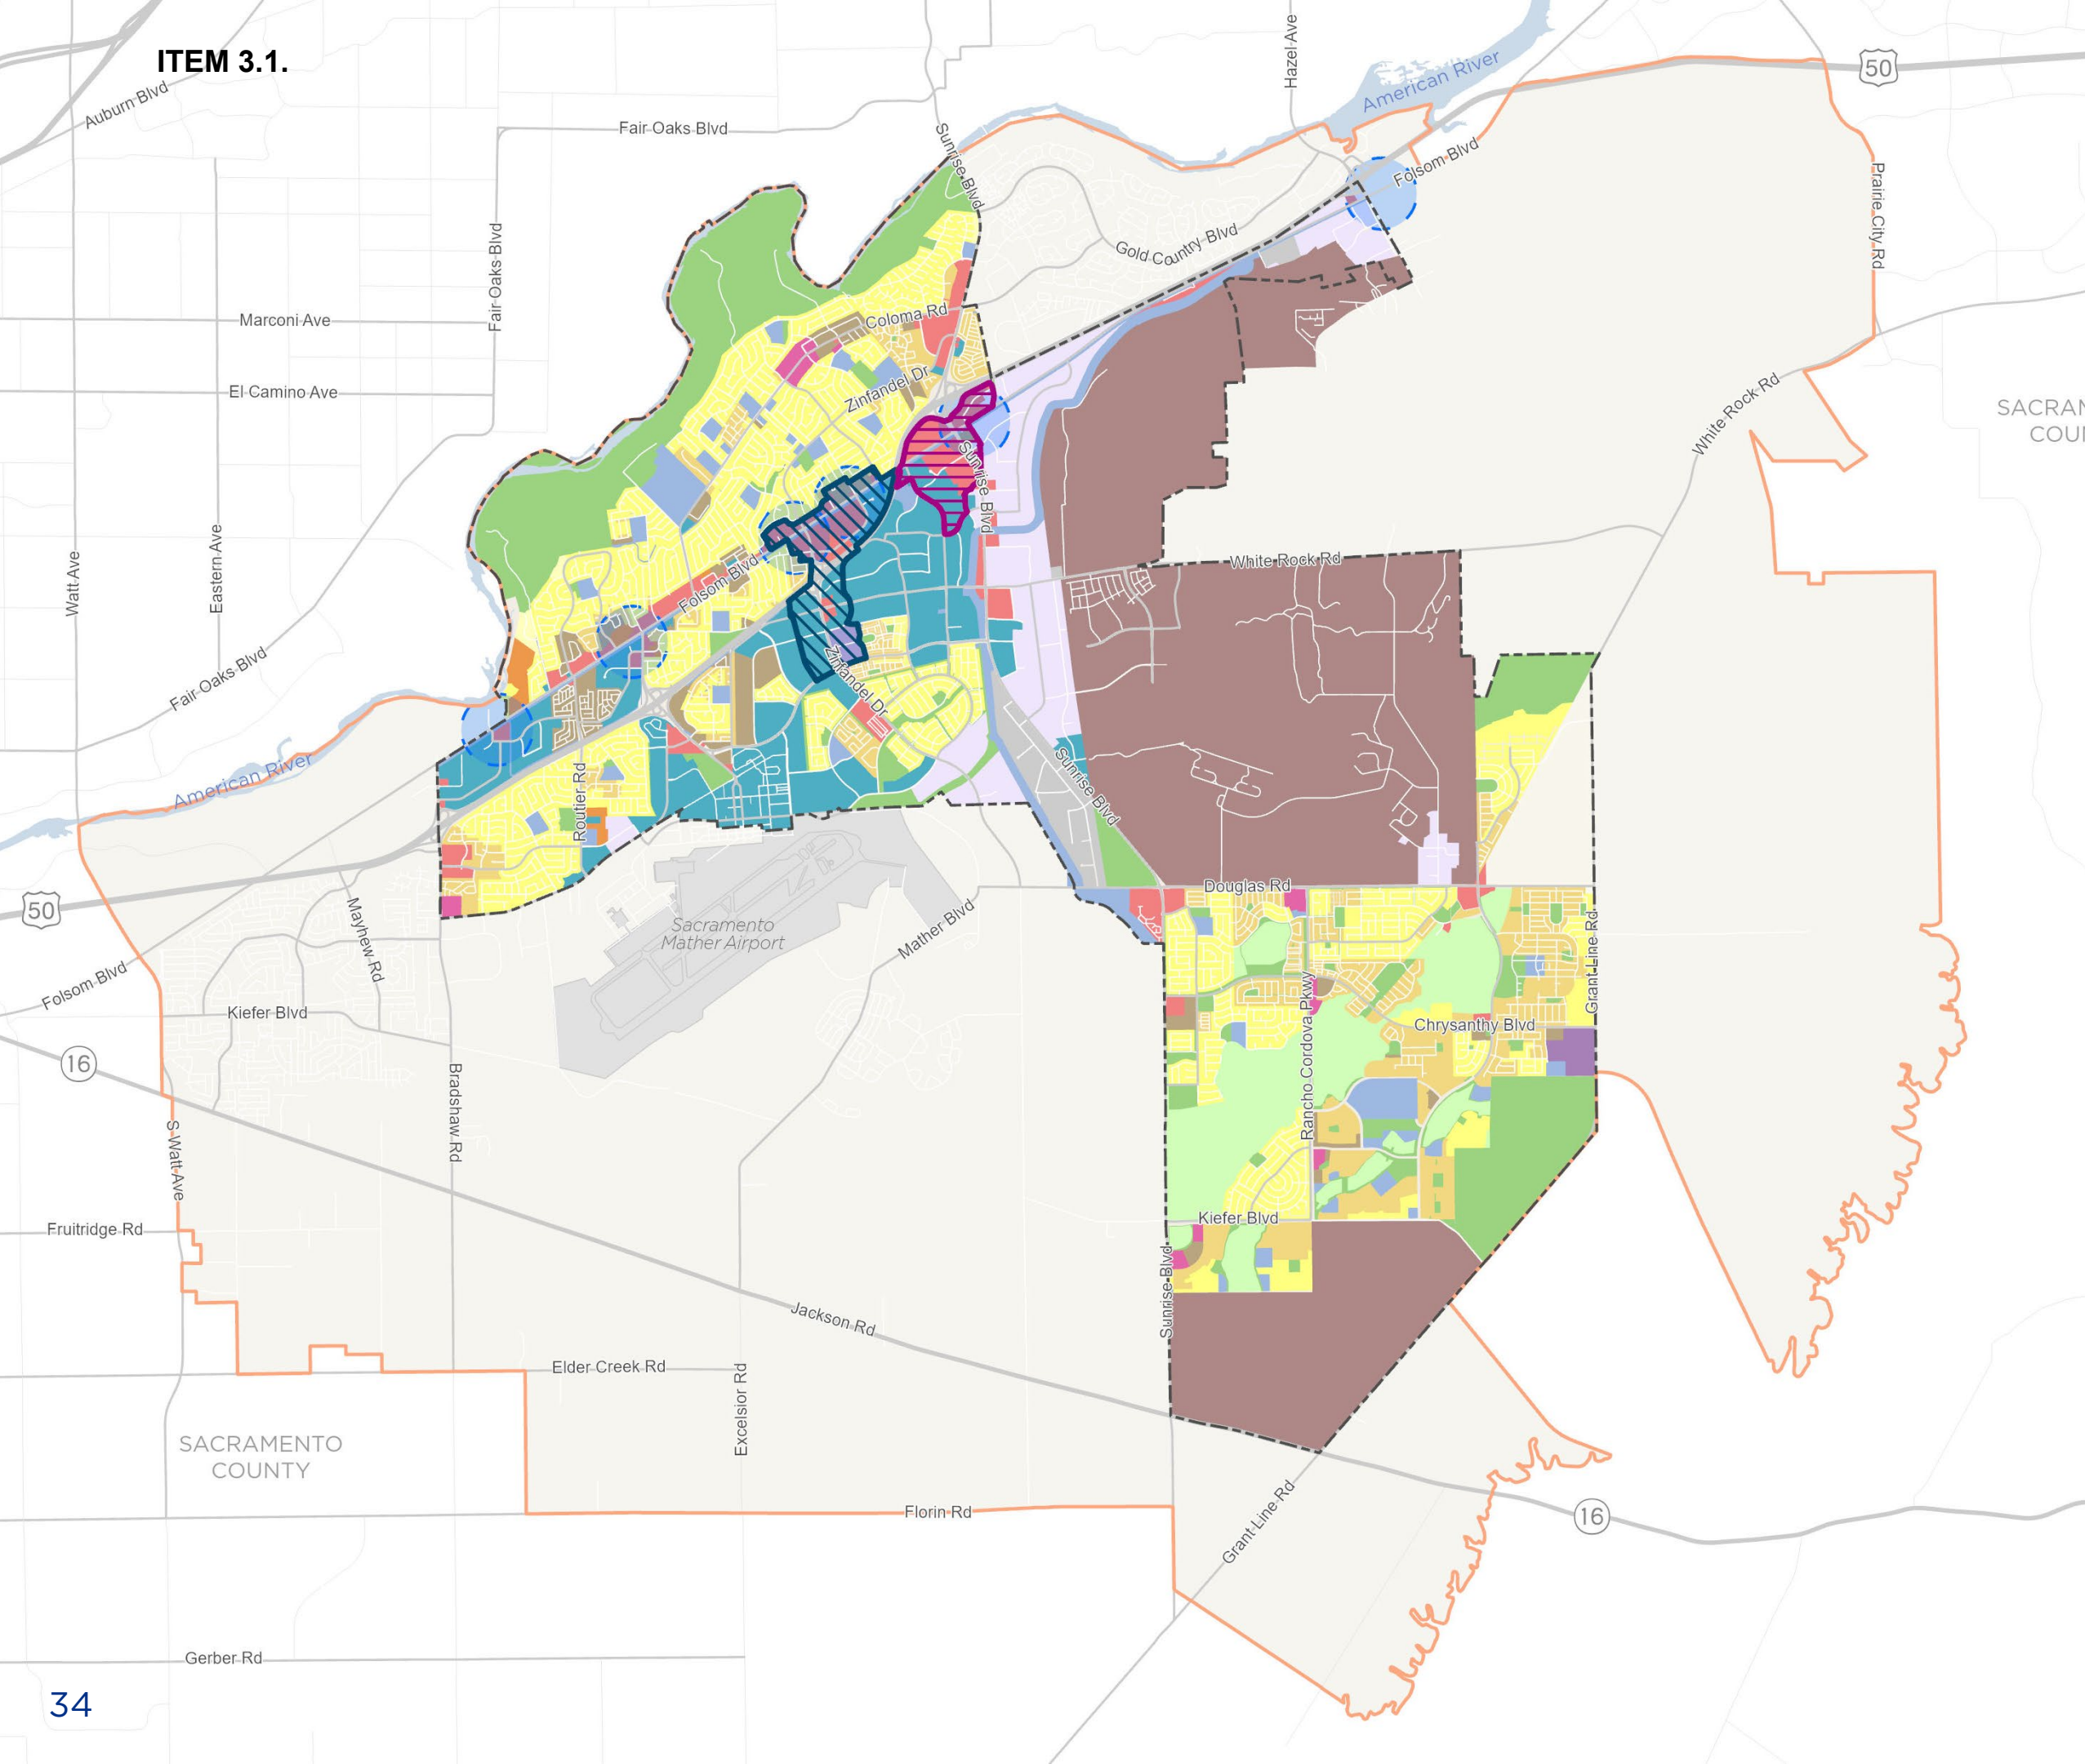 ITEM 3.1.
Auburn Blvd
Fair Oaks Blvd
Sunrise Blvd
Hazel Ave
American River
50
Folsom Blvd
Prairie City Rd
Gold Country Blvd
Fair Oaks Blvd
Marconi Ave
Coloma Rd
El Camino Ave
Zinfandel Dr
White Rock Rd
SACRAM
COU
Sunrise Blvd
Watt Ave
Eastern Ave
Folsom Blvd
White Rock Rd
Fair Oaks Blvd
Zinfandel Dr
American River
Routier Rd
Sunrise Blvd
50
Mayhew Rd
Sacramento
Mather Airport
Mather Blvd
Douglas Rd
Grant Line Rd
Folsom Blvd
Kiefer Blvd
Rancho Cordova Pkwy
Chrysanthy Blvd
16
Bradshaw Rd
S Watt Ave
Fruitridge Rd
Kiefer Blvd
Sunrise Blvd
Jackson Rd
Elder Creek Rd
Excelsior Rd
SACRAMENTO
COUNTY
Florin Rd
Grant Line Rd
16
Gerber Rd
34